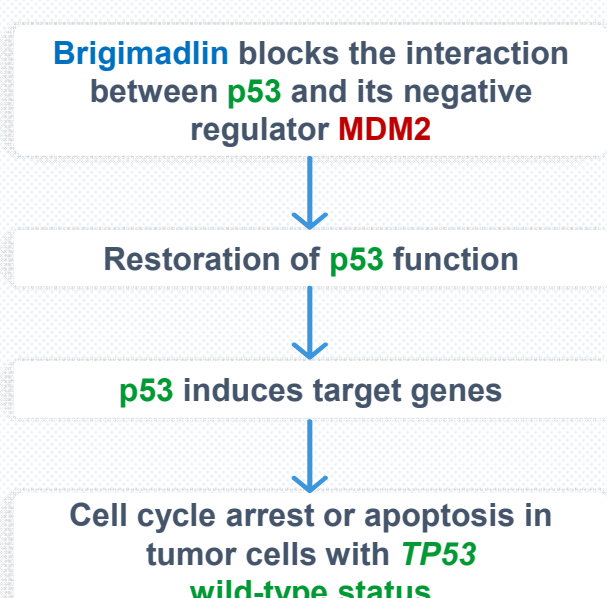 Brigimadlin blocks the interaction
between p53 and its negative
regulator MDM2
Restoration of p53 function
p53 induces target genes
Cell cycle arrest or apoptosis in
tumor cells with TP53
wild-type status